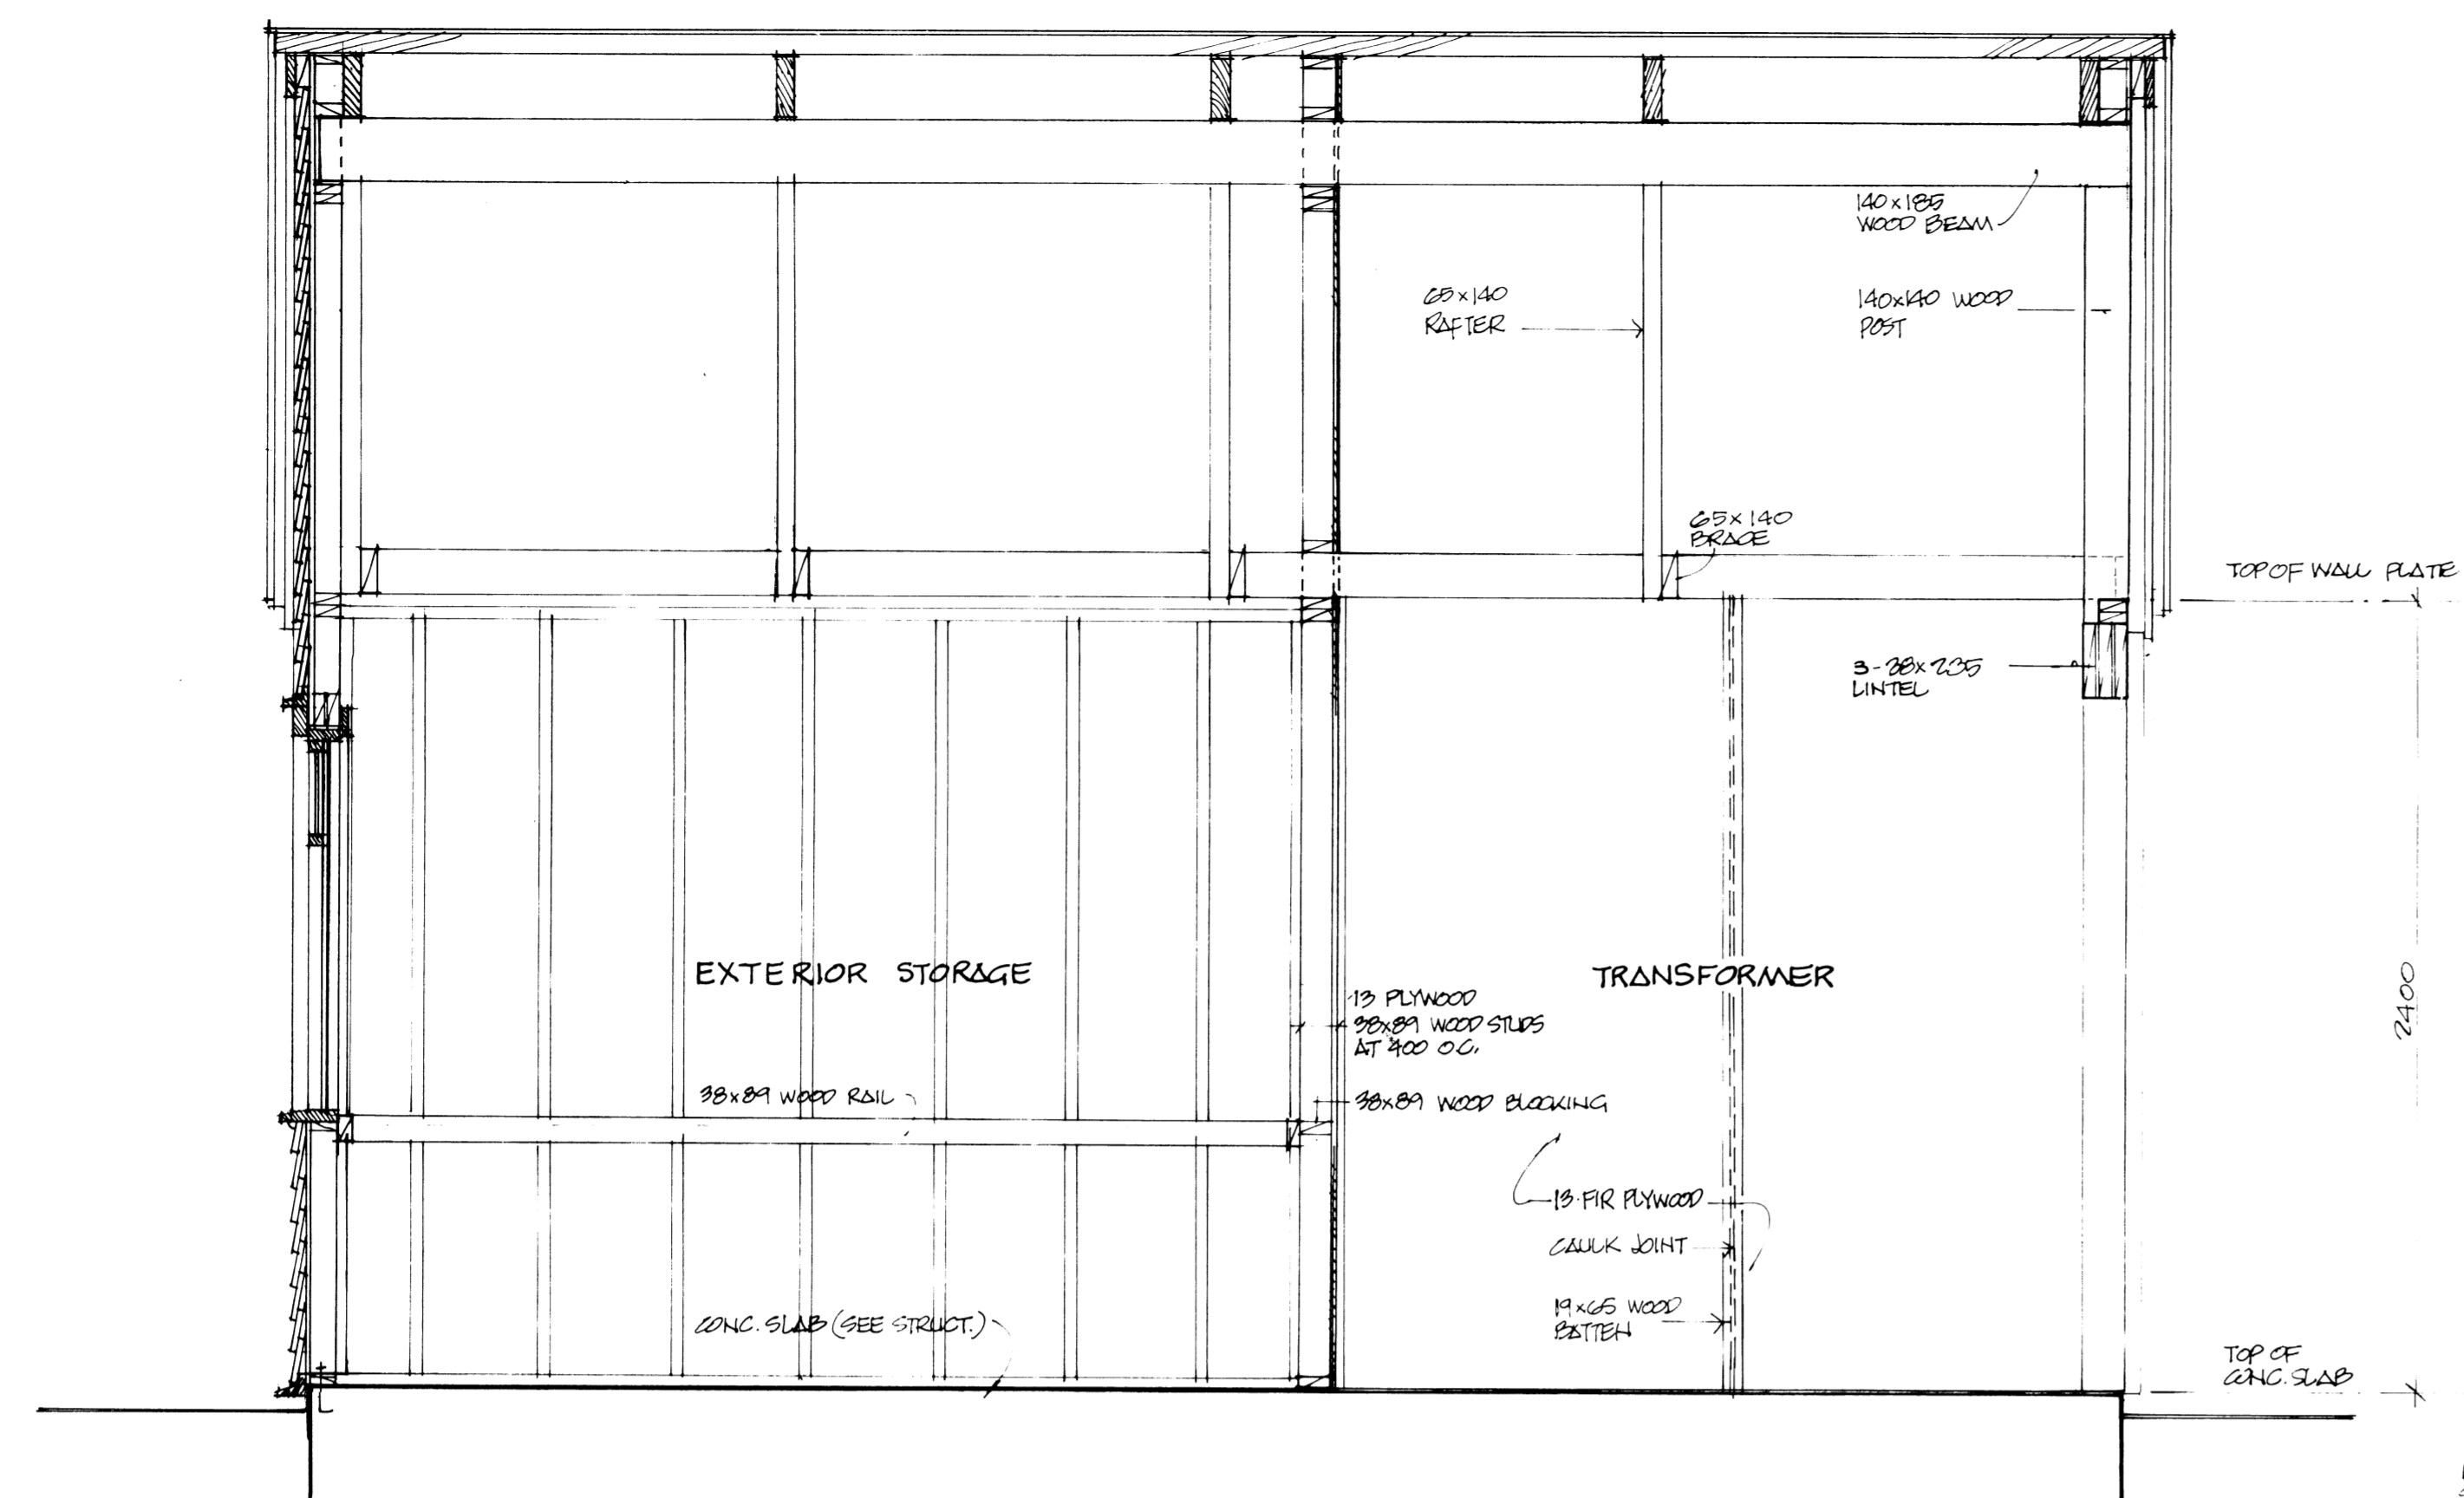 140x185
WOOD BEAM
65x140
RAFTER
140x140 WOOD
POST
65x140
BRACE
TOP OF WALL PLATE
3-38x235
LINTEL
EXTERIOR STORAGE
TRANSFORMER
13 PLYWOOD
38x89 WOOD STUDS
AT 400 O.C.
2400
38x89 WOOD RAIL
38x89 WOOD BLOCKING
13 FIR PLYWOOD
CAULK JOINT
19x65 WOOD
BATTEN
CONC. SLAB (SEE STRUCT.)
TOP OF
CONC. SLAB